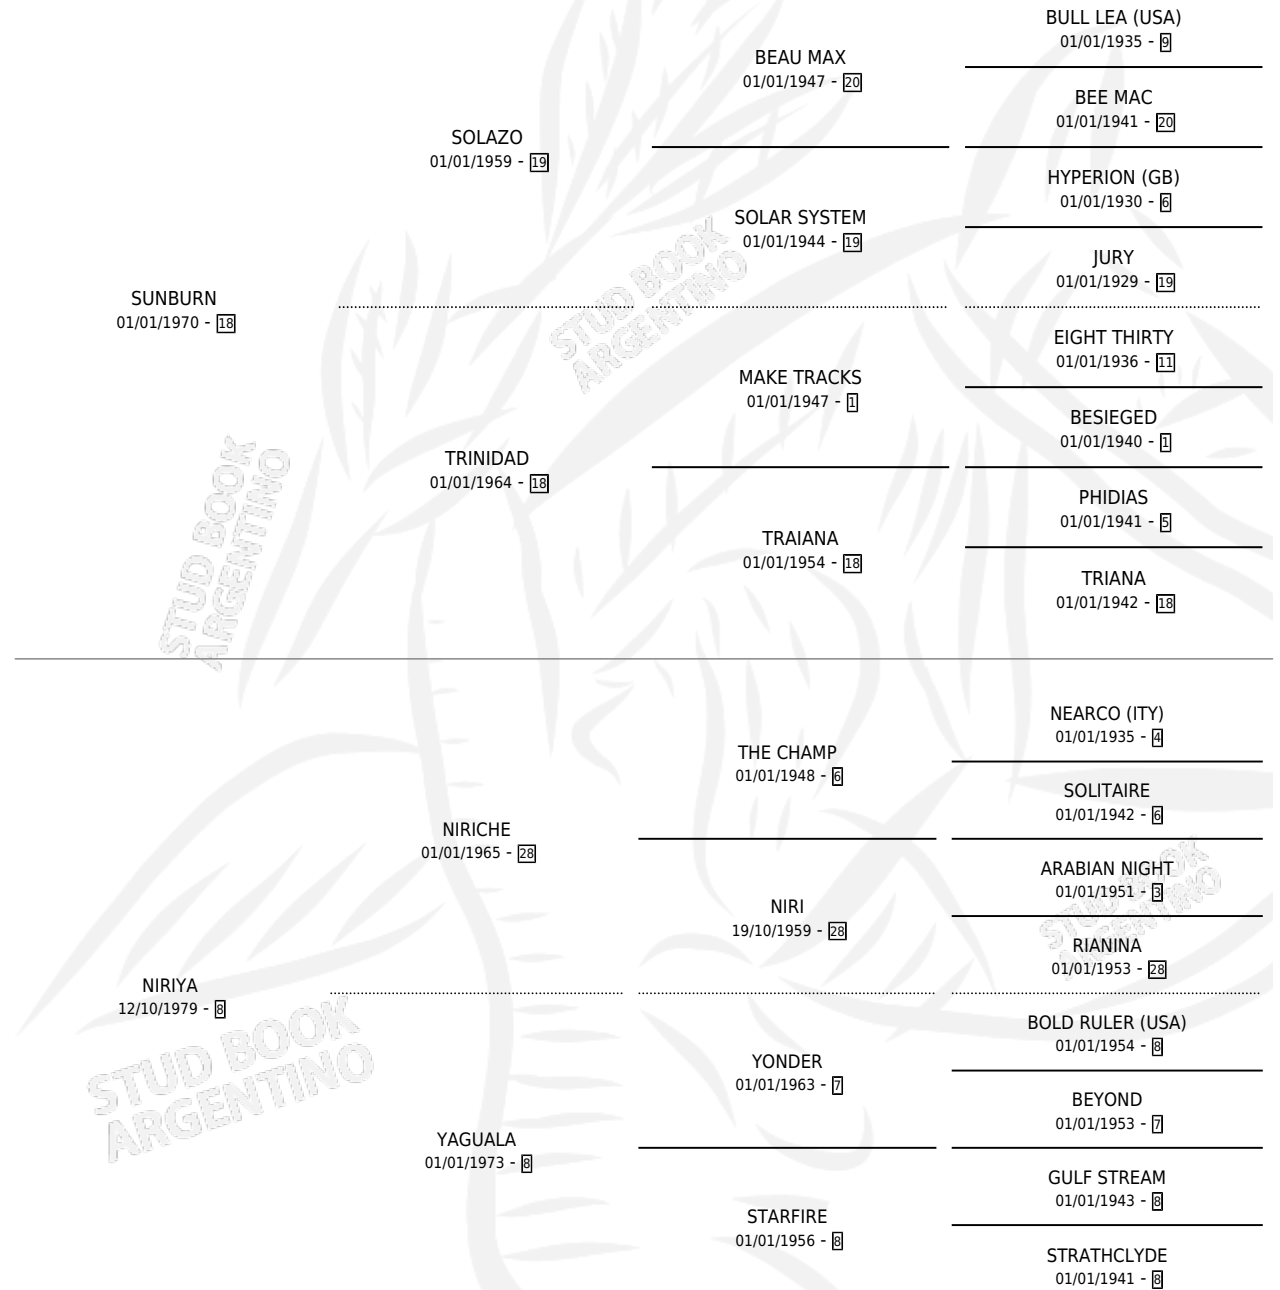 SUNBURN
01/01/1970 - 18
SOLAZO
01/01/1959 - 19
TRINIDAD
01/01/1964 - 18
BEAU MAX
01/01/1947 - 20
SOLAR SYSTEM
01/01/1944 - 19
MAKE TRACKS
01/01/1947 - 1
TRAIANA
01/01/1954 - 18
BULL LEA (USA)
01/01/1935 - 9
BEE MAC
01/01/1941 - 20
HYPERION (GB)
01/01/1930 - 6
JURY
01/01/1929 - 19
EIGHT THIRTY
01/01/1936 - 11
BESIEGED
01/01/1940 - 1
PHIDIAS
01/01/1941 - 5
TRIANA
01/01/1942 - 18
STUD BOOK
ARGENTINO
STUD BOOK
ARGENTINO
NIRIYA
12/10/1979 - 8
NIRICHE
01/01/1965 - 28
YAGUALA
01/01/1973 - 8
THE CHAMP
01/01/1948 - 6
NIRI
19/10/1959 - 28
YONDER
01/01/1963 - 7
STARFIRE
01/01/1956 - 8
NEARCO (ITY)
01/01/1935 - 4
SOLITAIRE
01/01/1942 - 6
ARABIAN NIGHT
01/01/1951 - 3
RIANINA
01/01/1953 - 28
BOLD RULER (USA)
01/01/1954 - 8
BEYOND
01/01/1953 - 7
GULF STREAM
01/01/1943 - 8
STRATHCLYDE
01/01/1941 - 8
STUD BOOK
ARGENTINO
STUD BOOK
ARGENTINO